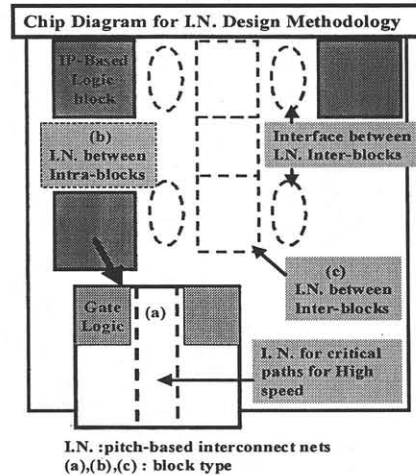 Chip Diagram for I.N. Design Methodology
IP-Based
Logic
block
(b)
I.N. between
Intra-blocks
Interface between
I.N. Inter-blocks
(c)
I.N. between
Inter-blocks
Gate
Logic
(a)
I. N. for critical
paths for High
speed
I.N. :pitch-based interconnect nets
(a),(b),(c) : block type